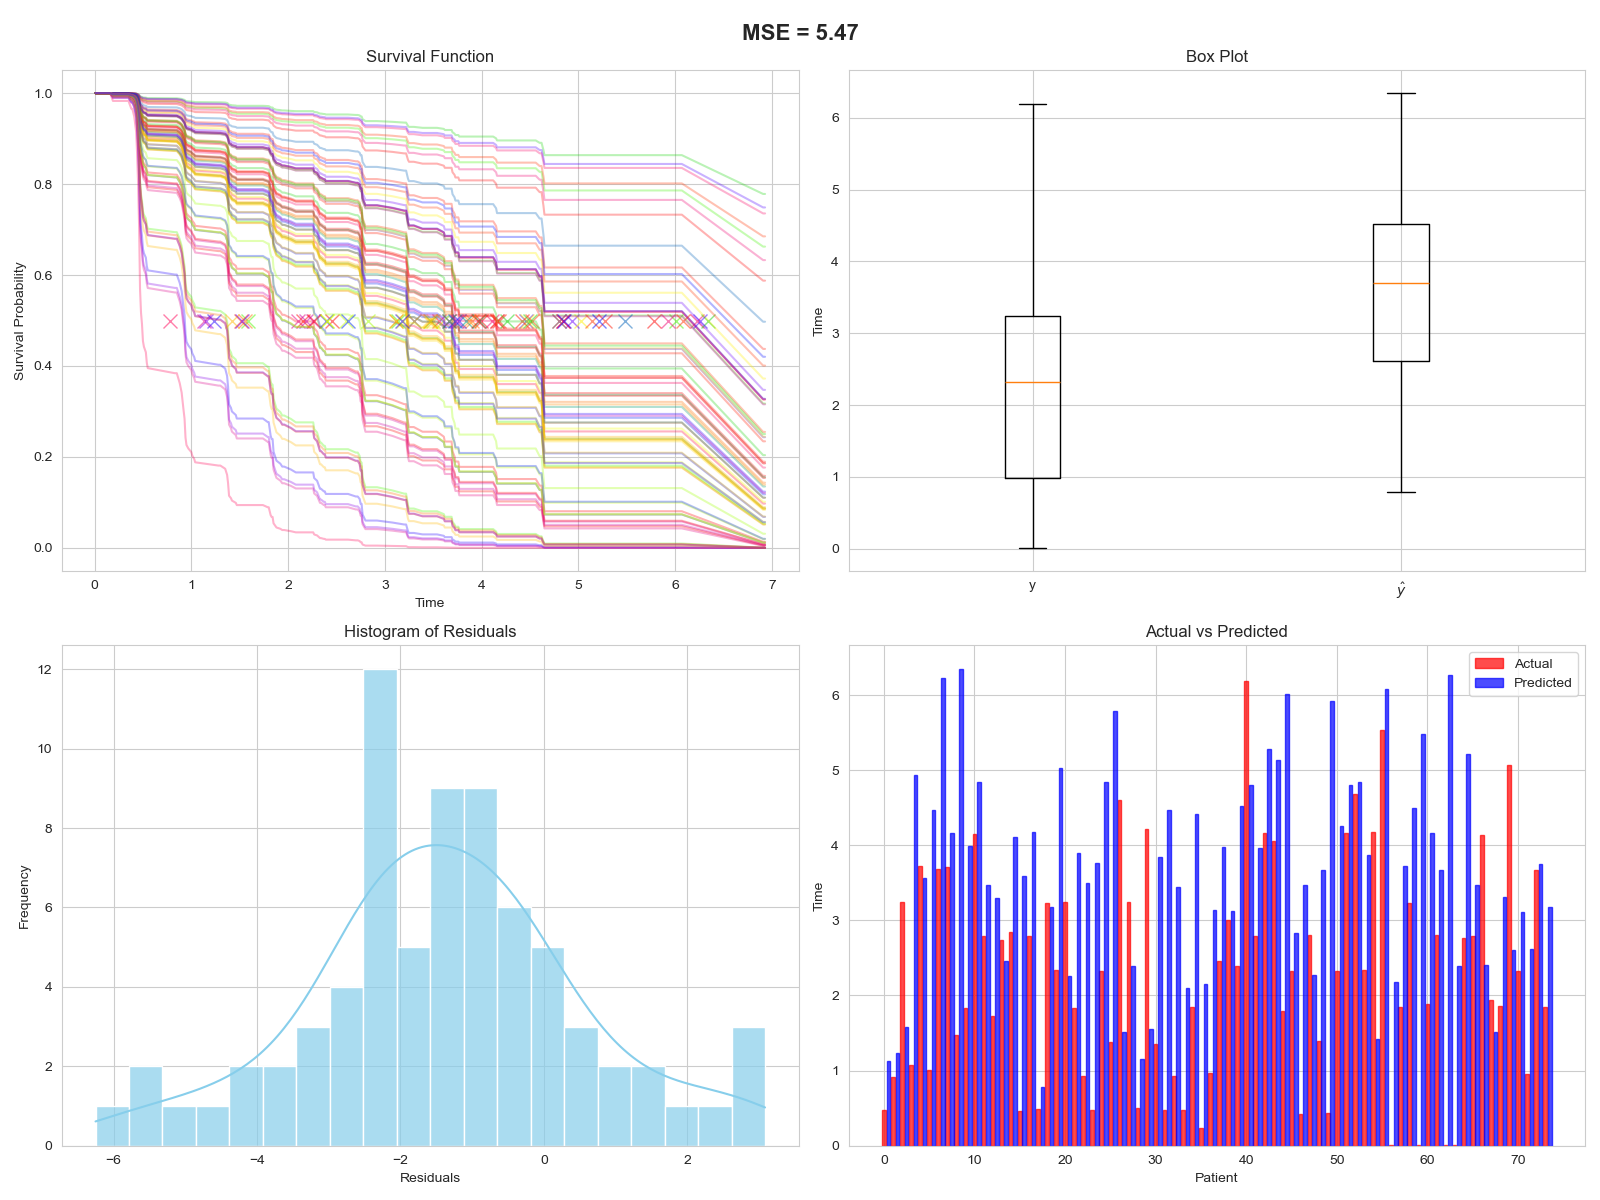 MSE = 5.47
Survival Function
Survival Probability
1.0
0.8
0.6
0.4
0.2
0.0
0 1 2 3 4 5 6 7
Time
Box Plot
Time
6
5
4
3
2
1
0
y ŷ
Histogram of Residuals
Frequency
12
10
8
6
4
2
0
−6 −4 −2 0 2
Residuals
Actual vs Predicted
Actual
Predicted
Time
6
5
4
3
2
1
0
0 10 20 30 40 50 60 70
Patient